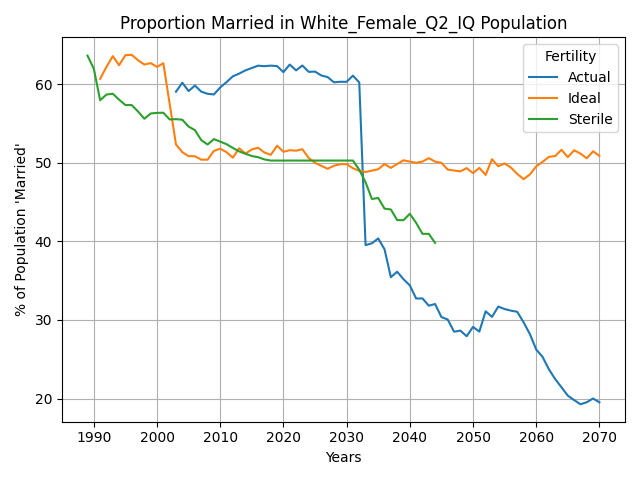 Proportion Married in White_Female_Q2_IQ Population
% of Population 'Married'
60
50
40
30
20
Fertility
Actual
Ideal
Sterile
1990 2000 2010 2020 2030 2040 2050 2060 2070
Years